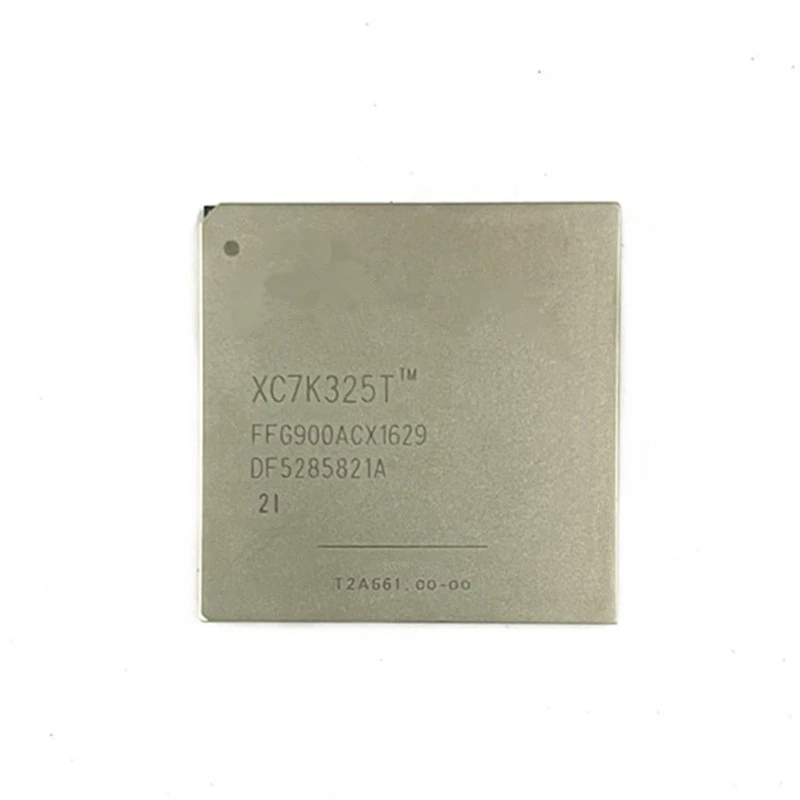 XC7K325T™
FFG900ACX1629
DF5285821A
2I
T2A661.00-00